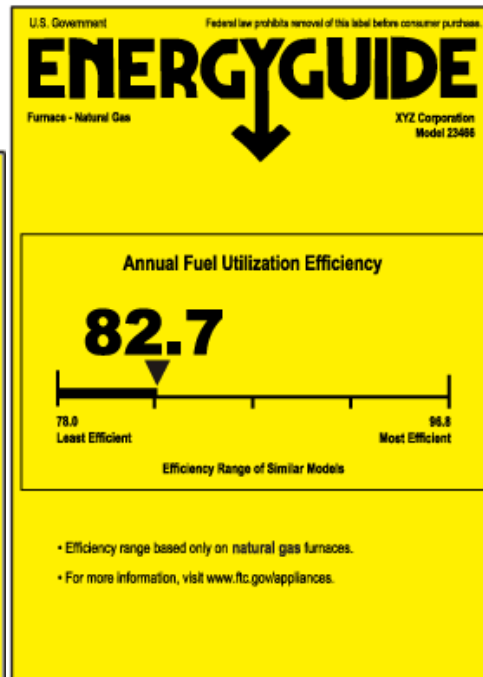 U.S. Government Federal law prohibits removal of this label before consumer purchase.
ENERGYGUIDE
Furnace - Natural Gas XYZ Corporation
Model 23466
Annual Fuel Utilization Efficiency
82.7
78.0 96.8
Least Efficient Most Efficient
Efficiency Range of Similar Models
• Efficiency range based only on natural gas furnaces.
• For more information, visit www.ftc.gov/appliances.